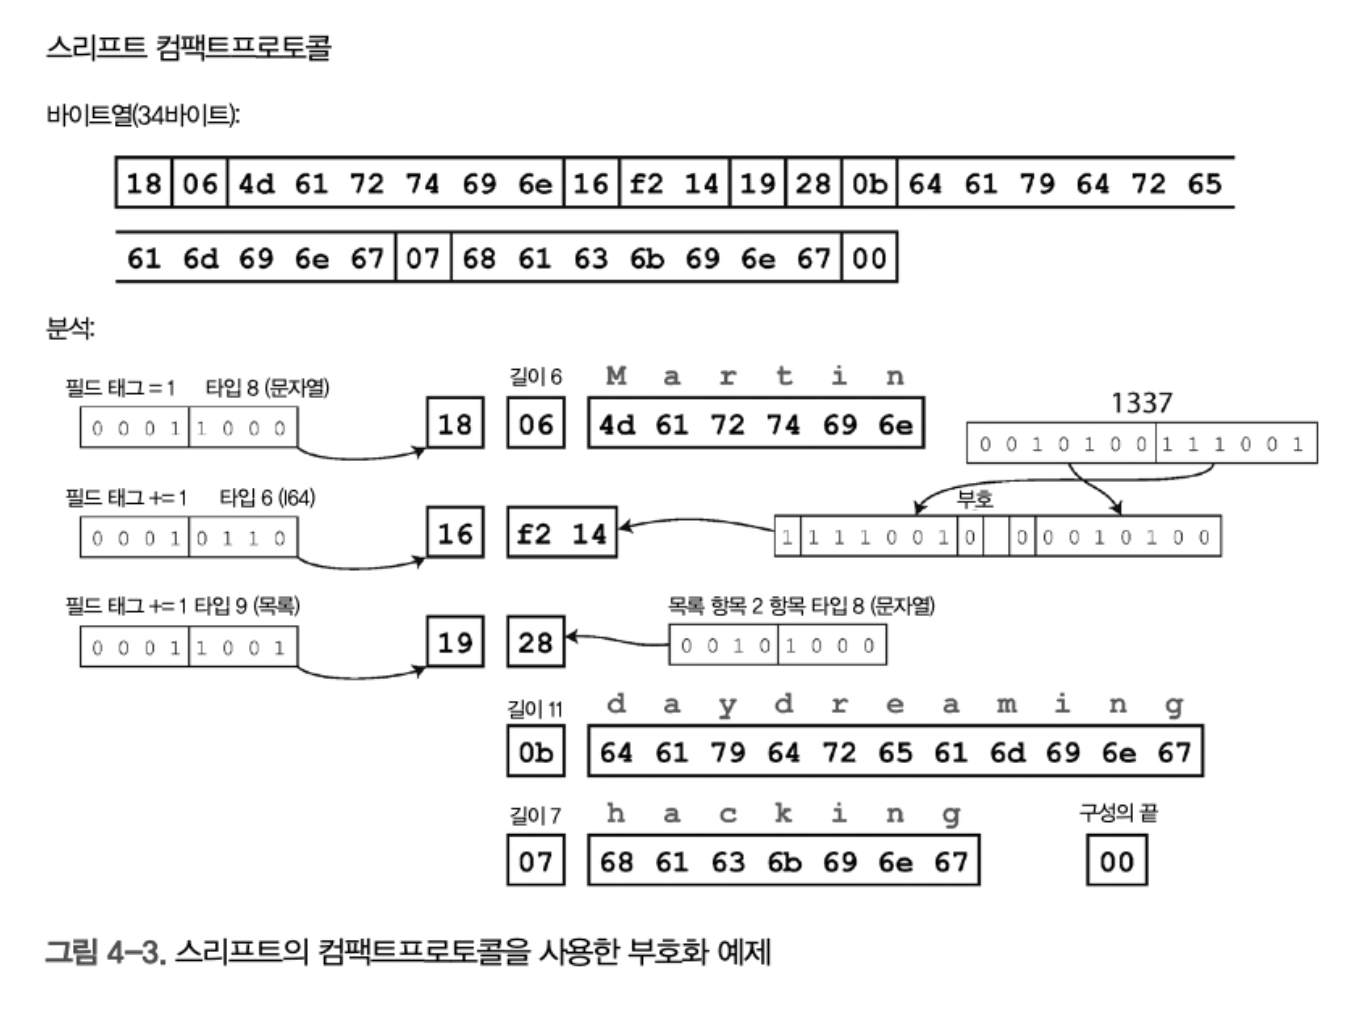 스리프트 컴팩트프로토콜
바이트열(34바이트):
18 06 4d 61 72 74 69 6e 16 f2 14 19 28 0b 64 61 79 64 72 65
61 6d 69 6e 67 07 68 61 63 6b 69 6e 67 00
분석:
필드 태그 = 1 타입 8 (문자열)
길이 6 M a r t i n
0 0 0 1 1 0 0 0
18 06 4d 61 72 74 69 6e
1337
0 0 1 0 1 0 0 1 1 1 0 0 1
필드 태그 += 1 타입 6 (I64)
부호
0 0 0 1 0 1 1 0
16 f2 14
1 1 1 1 0 0 1 0 0 0 0 1 0 1 0 0
필드 태그 += 1 타입 9 (목록)
목록 항목 2 항목 타입 8 (문자열)
0 0 0 1 1 0 0 1
19 28
0 0 1 0 1 0 0 0
길이 11 d a y d r e a m i n g
0b 64 61 79 64 72 65 61 6d 69 6e 67
길이 7 h a c k i n g
구성의 끝
07 68 61 63 6b 69 6e 67 00
그림 4-3. 스리프트의 컴팩트프로토콜을 사용한 부호화 예제